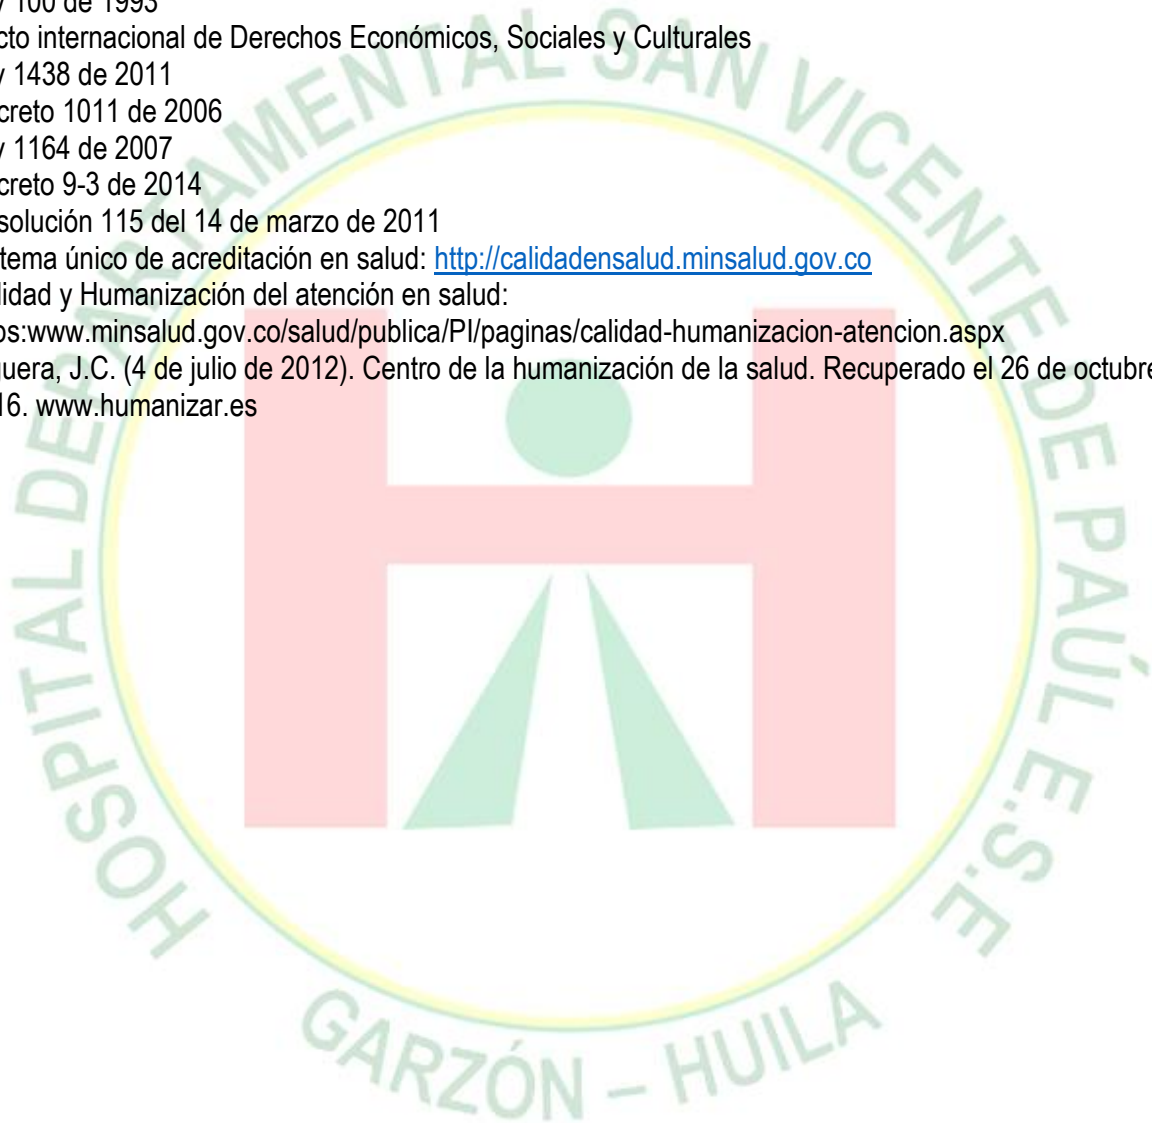 y 100 de 1993
cto internacional de Derechos Económicos, Sociales y Culturales
y 1438 de 2011
creto 1011 de 2006
y 1164 de 2007
creto 9-3 de 2014
solución 115 del 14 de marzo de 2011
tema único de acreditación en salud: http://calidadensalud.minsalud.gov.co
lidad y Humanización del atención en salud:
os:www.minsalud.gov.co/salud/publica/PI/paginas/calidad-humanizacion-atencion.aspx
guera, J.C. (4 de julio de 2012). Centro de la humanización de la salud. Recuperado el 26 de octubre
16. www.humanizar.es
HOSPITAL DEPARTAMENTAL SAN VICENTE DE PAÚL E.S.E
GARZÓN – HUILA